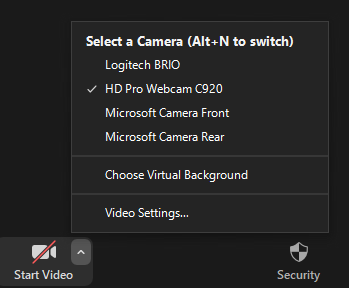 Select a Camera (Alt+N to switch)
Logitech BRIO
HD Pro Webcam C920
Microsoft Camera Front
Microsoft Camera Rear
Choose Virtual Background
Video Settings...
Start Video
Security